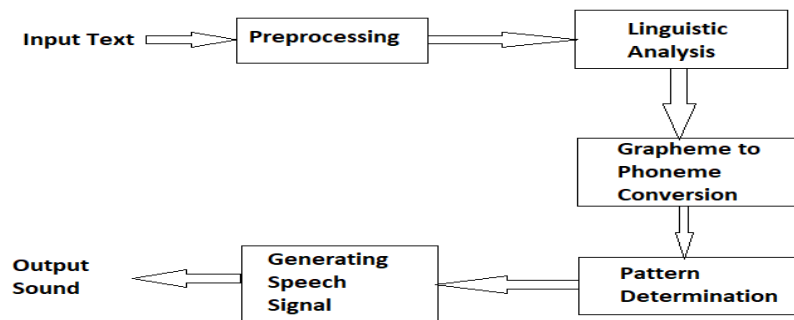 Input Text
Preprocessing
Linguistic
Analysis
Grapheme to
Phoneme
Conversion
Pattern
Determination
Generating
Speech
Signal
Output
Sound